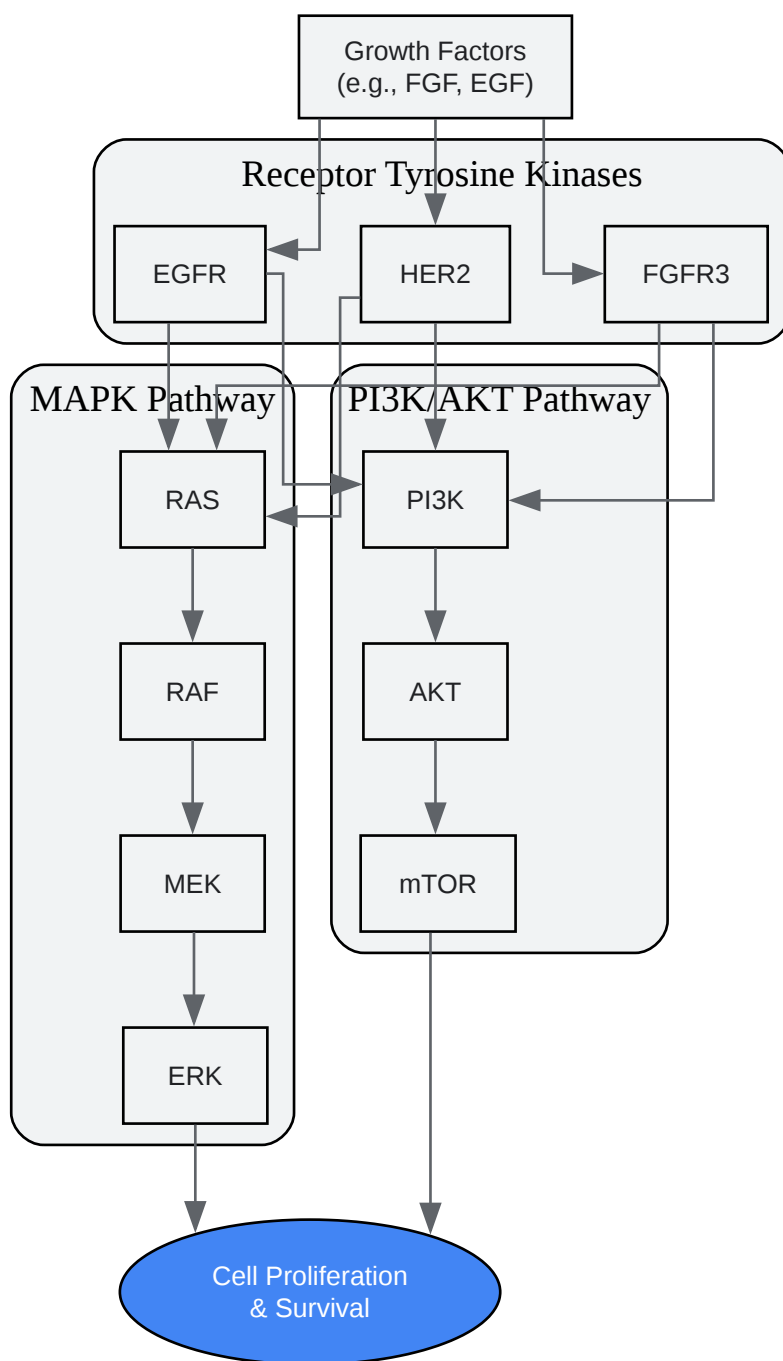 Growth Factors
(e.g., FGF, EGF)
Receptor Tyrosine Kinases
EGFR
HER2
FGFR3
MAPK Pathway
PI3K/AKT Pathway
RAS
PI3K
RAF
AKT
MEK
mTOR
ERK
Cell Proliferation
& Survival